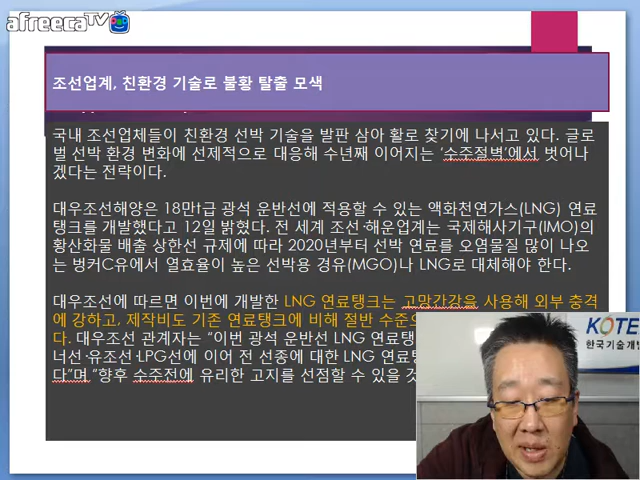 afreecaTV
조선업계, 친환경 기술로 불황 탈출 모색
국내 조선업체들이 친환경 선박 기술을 발판 삼아 활로 찾기에 나서고 있다. 글로
벌 선박 환경 변화에 선제적으로 대응해 수년째 이어지는 ‘수주절벽’에서 벗어나
겠다는 전략이다.
대우조선해양은 18만t급 광석 운반선에 적용할 수 있는 액화천연가스(LNG) 연료
탱크를 개발했다고 12일 밝혔다. 전 세계 조선·해운업계는 국제해사기구(IMO)의
황산화물 배출 상한선 규제에 따라 2020년부터 선박 연료를 오염물질 많이 나오
는 벙커C유에서 열효율이 높은 선박용 경유(MGO)나 LNG로 대체해야 한다.
대우조선에 따르면 이번에 개발한 LNG 연료탱크는 고망간강을 사용해 외부 충격
에 강하고, 제작비도 기존 연료탱크에 비해 절반 수준으
다. 대우조선 관계자는 “이번 광석 운반선 LNG 연료탱
너선·유조선·LPG선에 이어 전 선종에 대한 LNG 연료탱
다”며 “향후 수주전에 유리한 고지를 선점할 수 있을 것
KOTE
한국기술개발